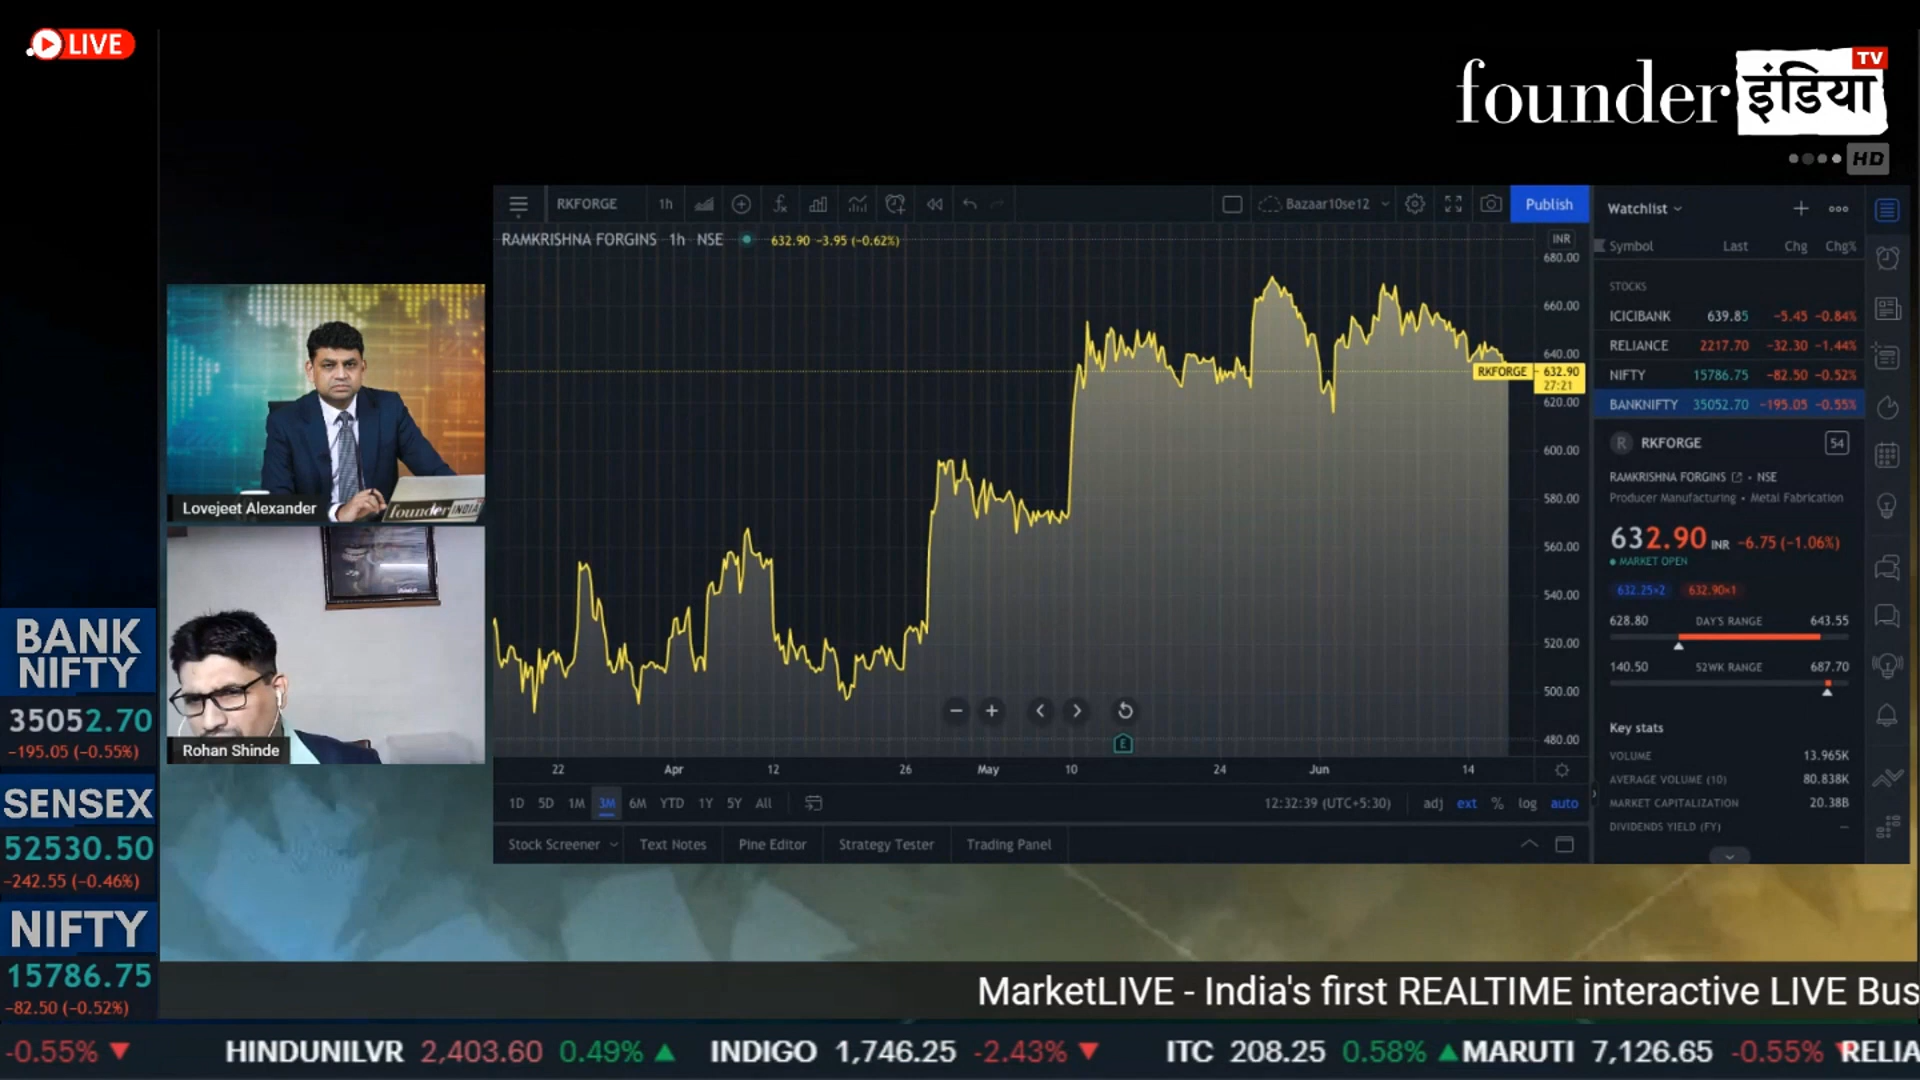 LIVE
founder इंडिया TV
HD
RKFORGE 1h Bazaar10se12 Publish
RAMKRISHNA FORGINS 1h NSE 632.90 −3.95 (−0.62%)
INR
680.00
660.00
640.00
RKFORGE 632.90
27:21
620.00
600.00
580.00
560.00
540.00
520.00
500.00
480.00
E
22 Apr 12 26 May 10 24 Jun 14
1D 5D 1M 3M 6M YTD 1Y 5Y All
12:32:39 (UTC+5:30) adj ext % log auto
Stock Screener Text Notes Pine Editor Strategy Tester Trading Panel
Watchlist
Symbol Last Chg Chg%
STOCKS
ICICIBANK 639.85 −5.45 −0.84%
RELIANCE 2217.70 −32.30 −1.44%
NIFTY 15786.75 −82.50 −0.52%
BANKNIFTY 35052.70 −195.05 −0.55%
R RKFORGE 54
RAMKRISHNA FORGINS • NSE
Producer Manufacturing • Metal Fabrication
632.90 INR −6.75 (−1.06%)
MARKET OPEN
632.25×2 632.90×1
628.80 DAY'S RANGE 643.55
140.50 52WK RANGE 687.70
Key stats
VOLUME 13.965K
AVERAGE VOLUME (10) 80.838K
MARKET CAPITALIZATION 20.38B
DIVIDENDS YIELD (FY) —
Lovejeet Alexander
founder INDIA
Rohan Shinde
BANK
NIFTY
35052.70
−195.05 (−0.55%)
SENSEX
52530.50
−242.55 (−0.46%)
NIFTY
15786.75
−82.50 (−0.52%)
MarketLIVE - India's first REALTIME interactive LIVE Bus
-0.55% ▼ HINDUNILVR 2,403.60 0.49% ▲ INDIGO 1,746.25 -2.43% ▼ ITC 208.25 0.58% ▲ MARUTI 7,126.65 -0.55% ▼ RELIA